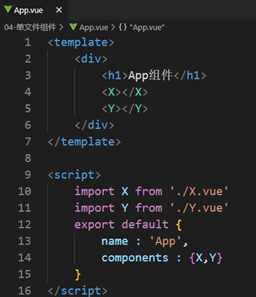 App.vue
04-单文件组件 > App.vue > {} "App.vue"
1 <template>
2     <div>
3         <h1>App组件</h1>
4         <X></X>
5         <Y></Y>
6     </div>
7 </template>
8
9 <script>
10     import X from './X.vue'
11     import Y from './Y.vue'
12     export default {
13         name : 'App',
14         components : {X,Y}
15     }
16 </script>